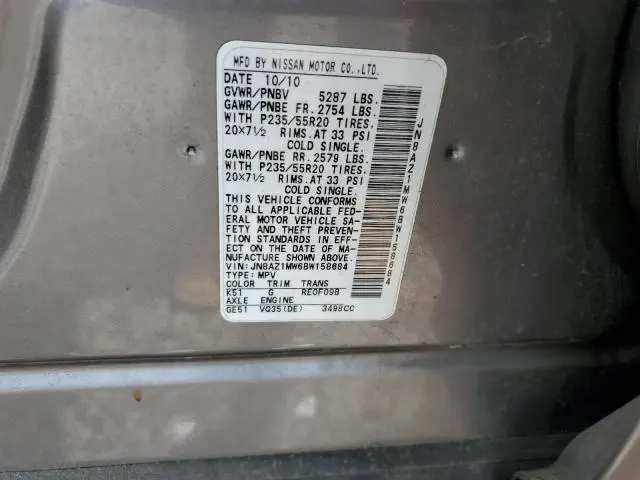 MFD BY NISSAN MOTOR CO.,LTD.
DATE 10/10
GVWR/PNBV 5287 LBS.
GAWR/PNBE FR. 2754 LBS.
WITH P235/55R20 TIRES.
20X7½ RIMS.AT 33 PSI
COLD SINGLE.
GAWR/PNBE RR. 2579 LBS.
WITH P235/55R20 TIRES.
20X7½ RIMS.AT 33 PSI
COLD SINGLE.
THIS VEHICLE CONFORMS
TO ALL APPLICABLE FED-
ERAL MOTOR VEHICLE SA-
FETY AND THEFT PREVEN-
TION STANDARDS IN EFF-
ECT ON THE DATE OF MA-
NUFACTURE SHOWN ABOVE.
VIN:JN8AZ1MW6BW158684
TYPE:MPV
COLOR TRIM TRANS
K51 G RE0F09B
AXLE ENGINE
GE51 VQ35(DE) 3498CC
JN8AZ1MW6BW158684